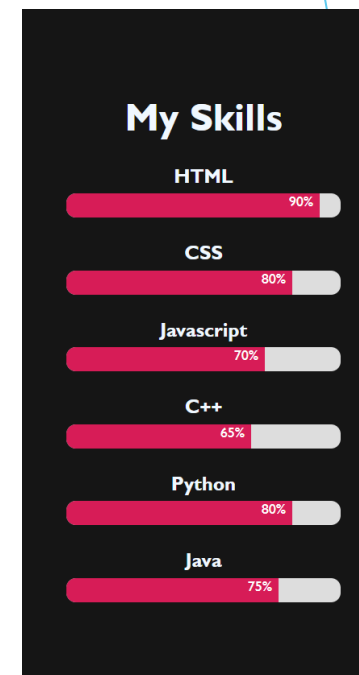 My Skills
HTML
90%
CSS
80%
Javascript
70%
C++
65%
Python
80%
Java
75%